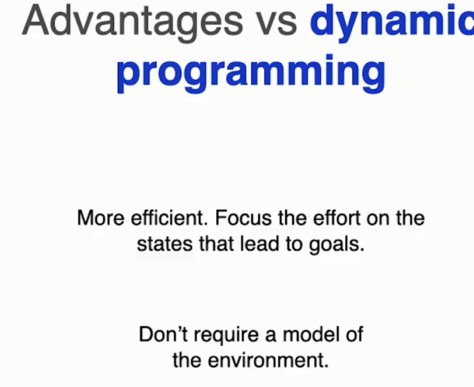 Advantages vs dynamic
programming
More efficient. Focus the effort on the
states that lead to goals.
Don't require a model of
the environment.